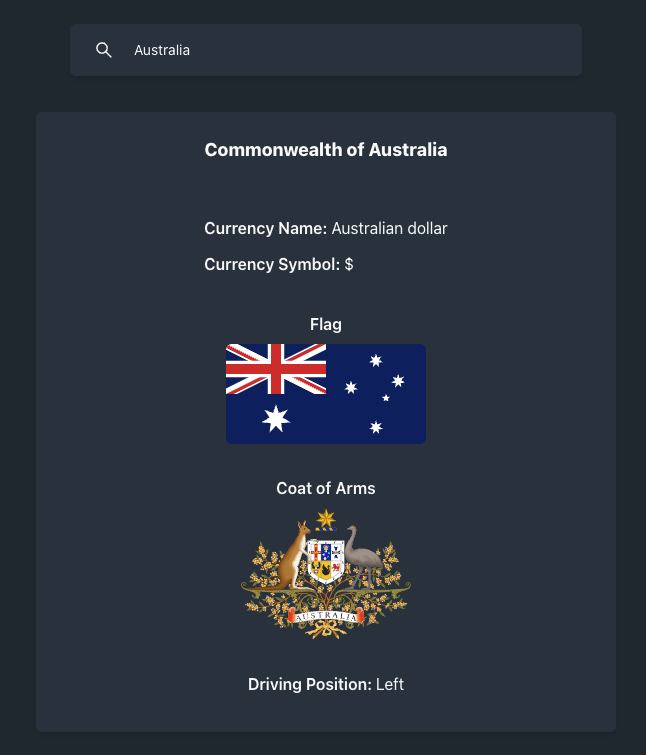 Australia
Commonwealth of Australia
Currency Name: Australian dollar
Currency Symbol: $
Flag
Coat of Arms
AUSTRALIA
Driving Position: Left